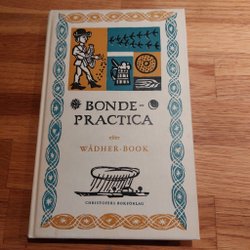 BONDE-
PRACTICA
eller
WÄDHER-BOOK
CHRISTOFERS BOKFÖRLAG